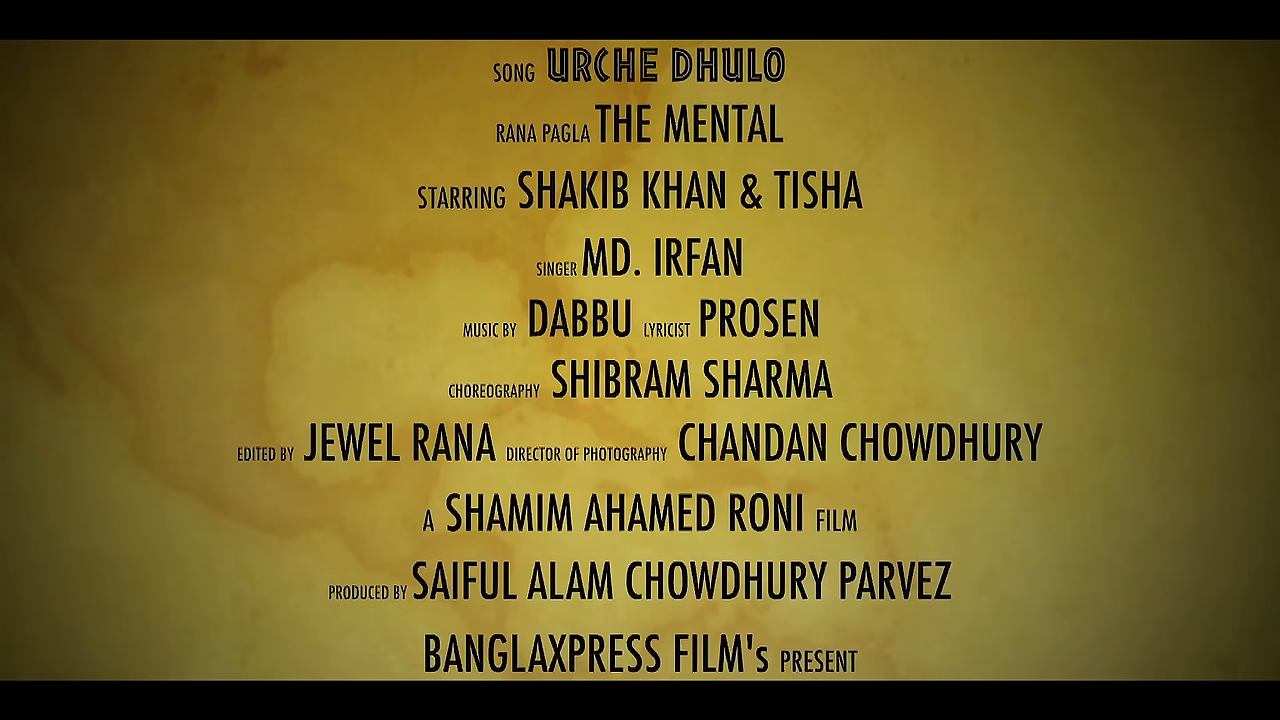 SONG URCHE DHULO
RANA PAGLA THE MENTAL
STARRING SHAKIB KHAN & TISHA
SINGER MD. IRFAN
MUSIC BY DABBU LYRICIST PROSEN
CHOREOGRAPHY SHIBRAM SHARMA
EDITED BY JEWEL RANA DIRECTOR OF PHOTOGRAPHY CHANDAN CHOWDHURY
A SHAMIM AHAMED RONI FILM
PRODUCED BY SAIFUL ALAM CHOWDHURY PARVEZ
BANGLAXPRESS FILM's PRESENT